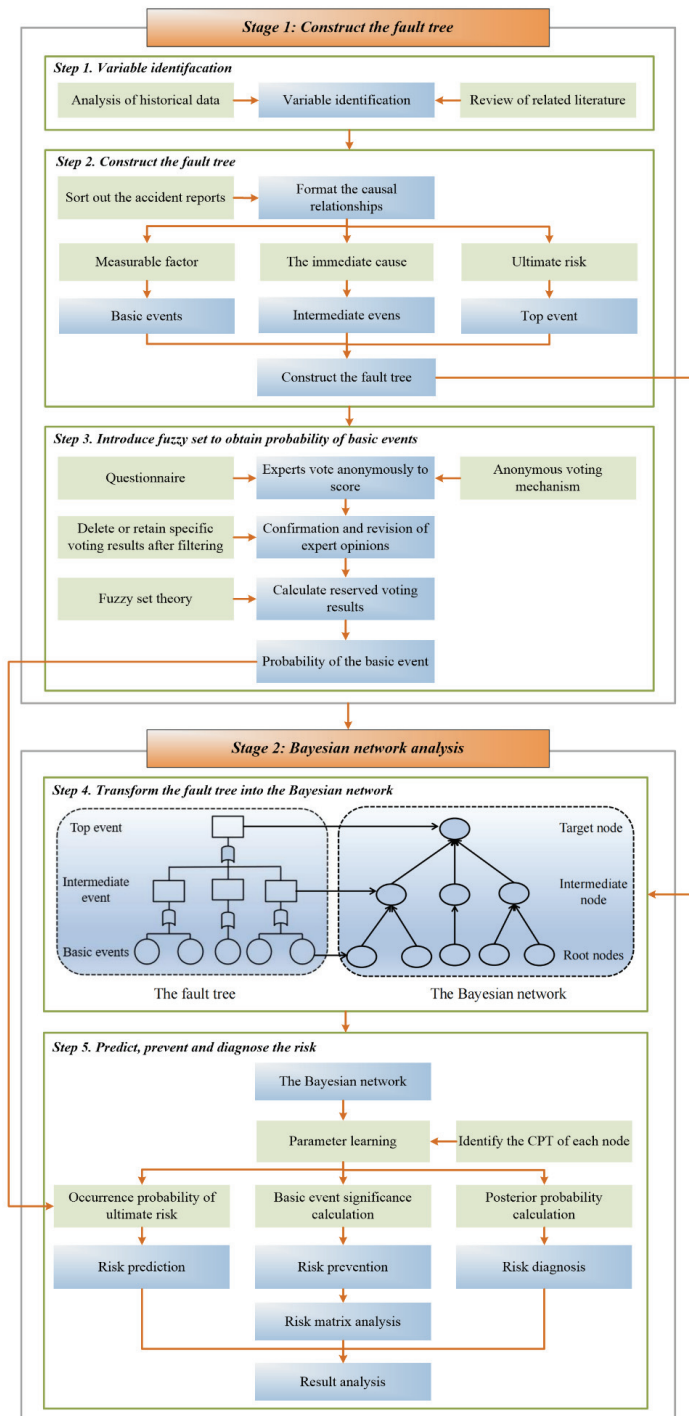 Stage 1: Construct the fault tree
Step 1. Variable identifacation
Analysis of historical data
Variable identification
Review of related literature
Step 2. Construct the fault tree
Sort out the accident reports
Format the causal
relationships
Measurable factor
The immediate cause
Ultimate risk
Basic events
Intermediate evens
Top event
Construct the fault tree
Step 3. Introduce fuzzy set to obtain probability of basic events
Questionnaire
Experts vote anonymously to
score
Anonymous voting
mechanism
Delete or retain specific
voting results after filtering
Confirmation and revision of
expert opinions
Fuzzy set theory
Calculate reserved voting
results
Probability of the basic event
Stage 2: Bayesian network analysis
Step 4. Transform the fault tree into the Bayesian network
Top event
Target node
Intermediate
event
Intermediate
node
Basic events
Root nodes
The fault tree
The Bayesian network
Step 5. Predict, prevent and diagnose the risk
The Bayesian network
Parameter learning
Identify the CPT of each node
Occurrence probability of
ultimate risk
Basic event significance
calculation
Posterior probability
calculation
Risk prediction
Risk prevention
Risk diagnosis
Risk matrix analysis
Result analysis